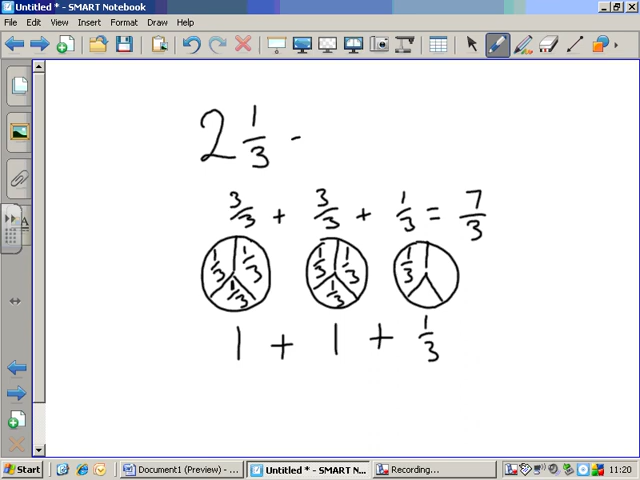 Untitled * - SMART Notebook
File Edit View Insert Format Draw Help
2 1/3 -
3/3 + 3/3 + 1/3 = 7/3
1/3 1/3 1/3 1/3 1/3 1/3 1/3
1 + 1 + 1/3
Start Document1 (Preview) - ... Untitled * - SMART N... Recording... 11:20